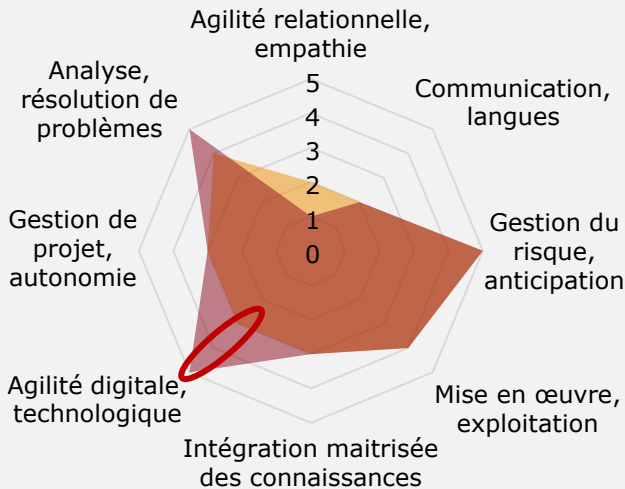 Agilité relationnelle,
empathie
Communication,
langues
Gestion du
risque,
anticipation
Mise en œuvre,
exploitation
Intégration maitrisée
des connaissances
Agilité digitale,
technologique
Gestion de
projet,
autonomie
Analyse,
résolution de
problèmes
5
4
3
2
1
0